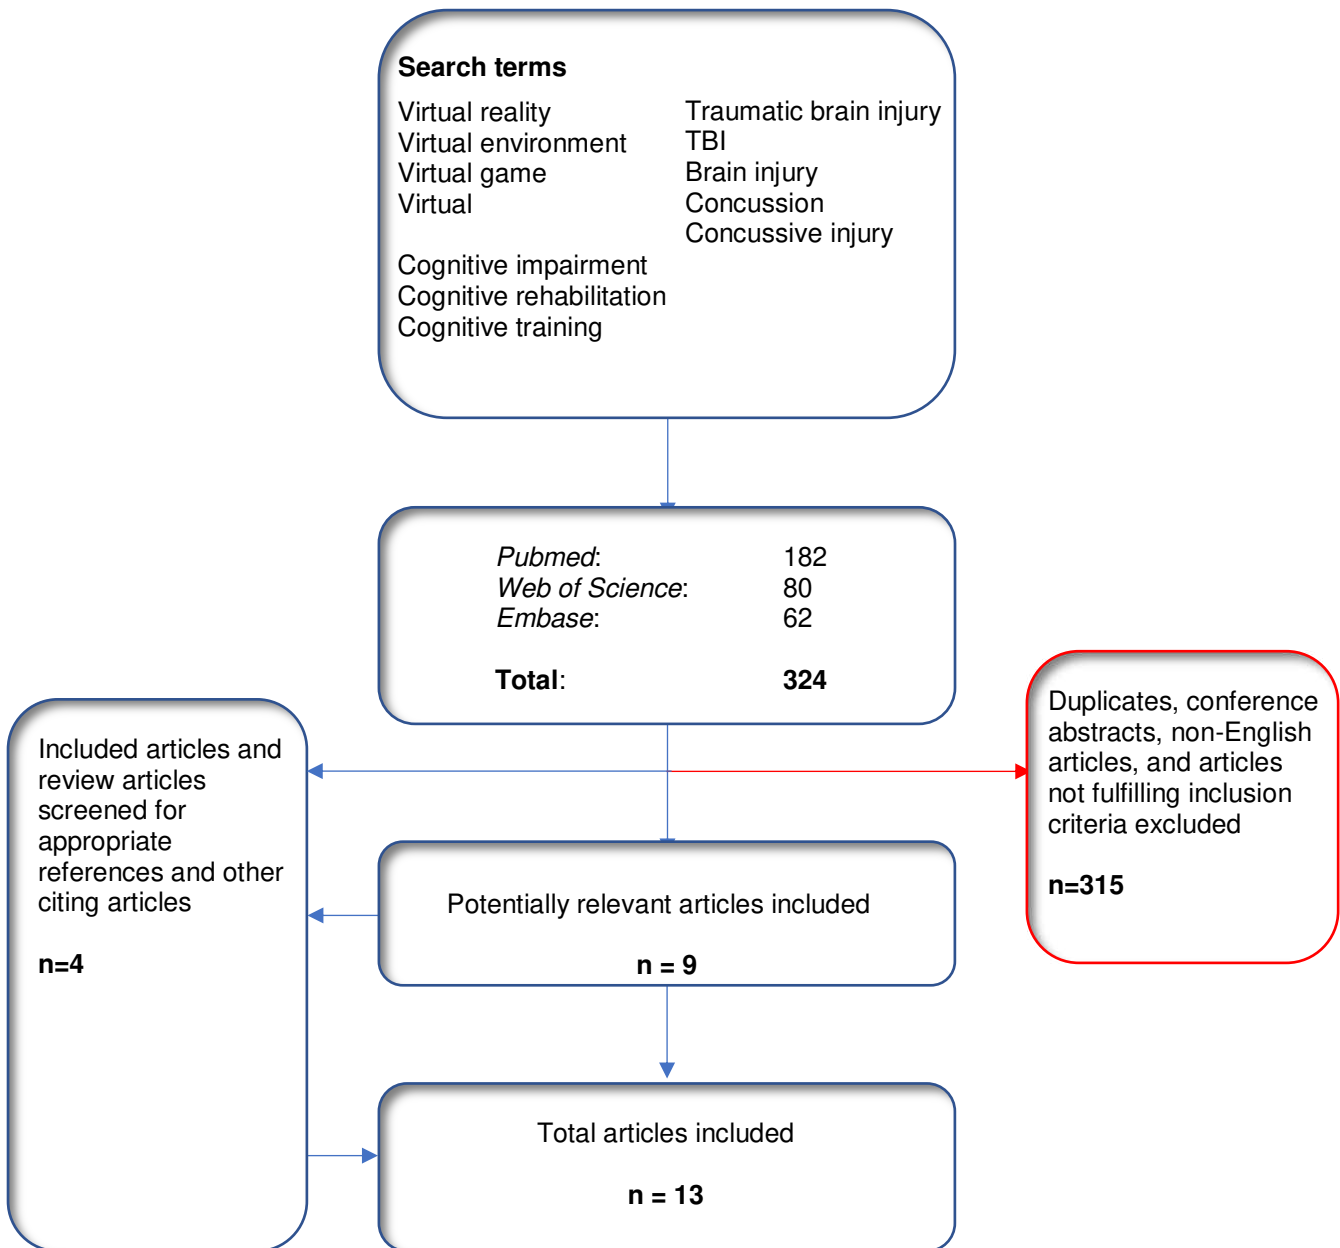 Search terms
Virtual reality
Virtual environment
Virtual game
Virtual
Cognitive impairment
Cognitive rehabilitation
Cognitive training
Traumatic brain injury
TBI
Brain injury
Concussion
Concussive injury
Pubmed: 182
Web of Science: 80
Embase: 62
Total: 324
Duplicates, conference
abstracts, non-English
articles, and articles
not fulfilling inclusion
criteria excluded
n=315
Included articles and
review articles
screened for
appropriate
references and other
citing articles
n=4
Potentially relevant articles included
n = 9
Total articles included
n = 13